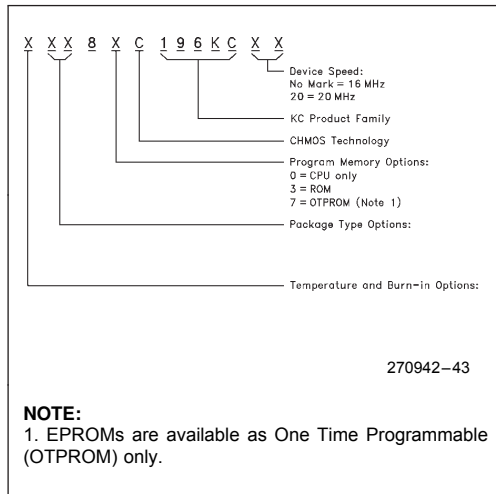 X XX 8 X C 196KC XX
Device Speed:
No Mark = 16 MHz
20 = 20 MHz
KC Product Family
CHMOS Technology
Program Memory Options:
0 = CPU only
3 = ROM
7 = OTPROM (Note 1)
Package Type Options:
Temperature and Burn-in Options:
270942–43
NOTE:
1. EPROMs are available as One Time Programmable
(OTPROM) only.